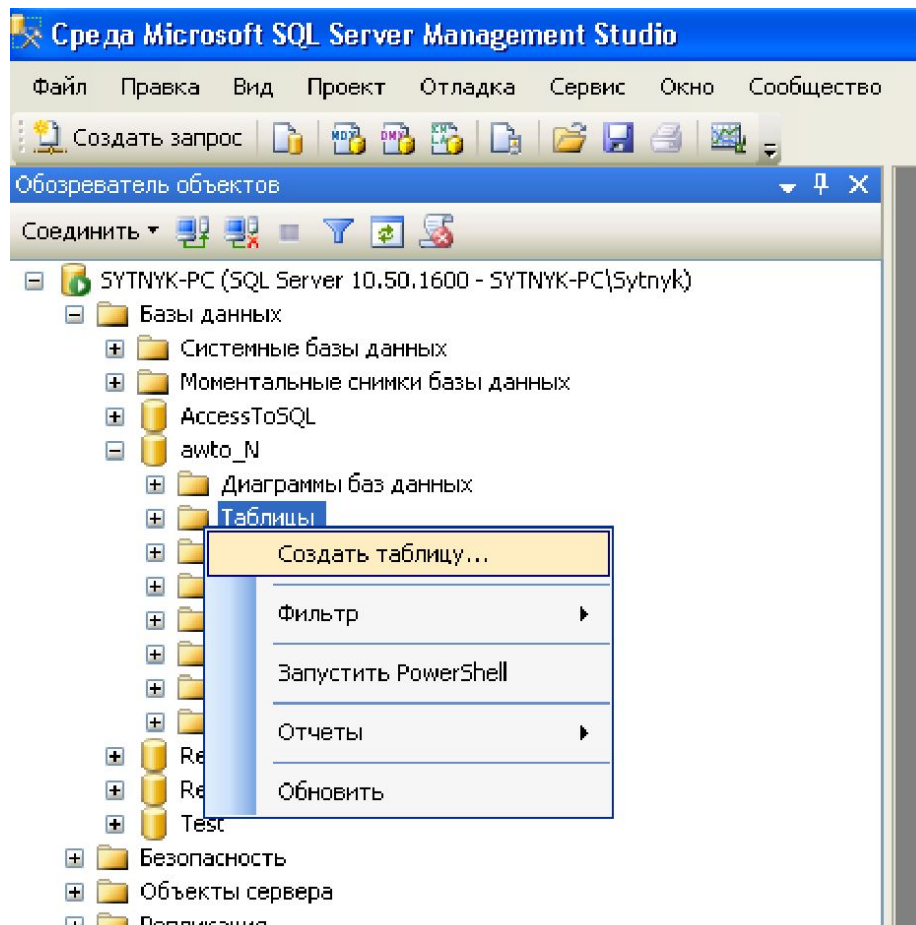 Среда Microsoft SQL Server Management Studio
Файл Правка Вид Проект Отладка Сервис Окно Сообщество
Создать запрос
Обозреватель объектов
Соединить
SYTNYK-PC (SQL Server 10.50.1600 - SYTNYK-PC\Sytnyk)
Базы данных
Системные базы данных
Моментальные снимки базы данных
AccessToSQL
awto_N
Диаграммы баз данных
Таблицы
Создать таблицу...
Фильтр
Запустить PowerShell
Отчеты
Обновить
Re
Re
Test
Безопасность
Объекты сервера